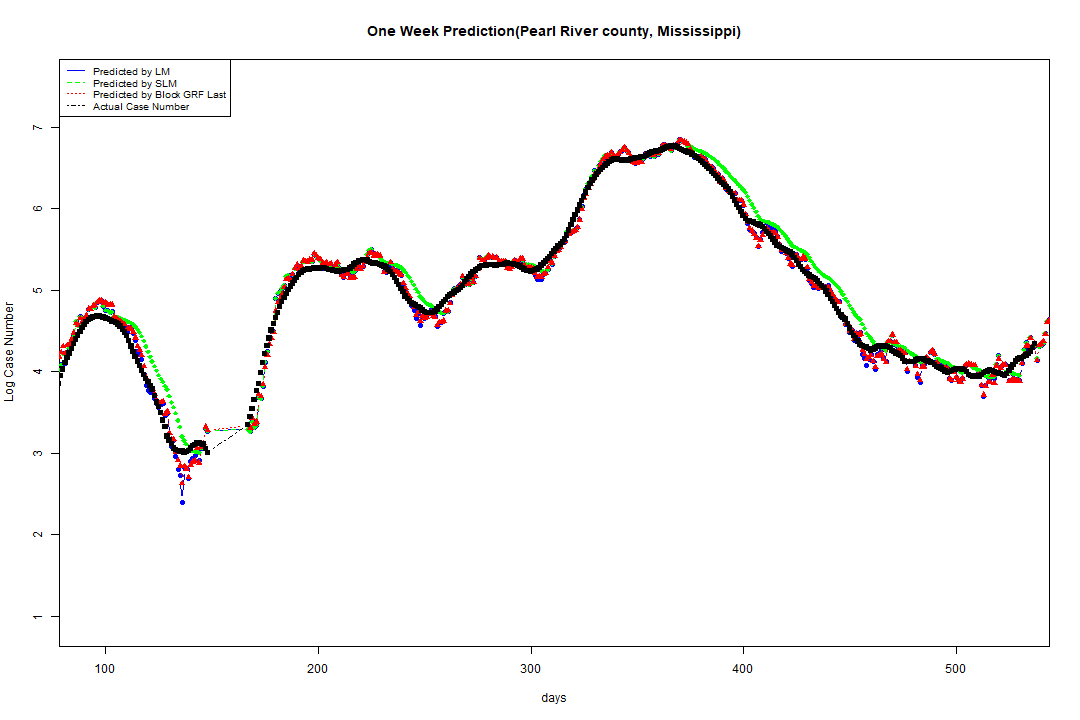 One Week Prediction(Pearl River county, Mississippi)
Predicted by LM
Predicted by SLM
Predicted by Block GRF Last
Actual Case Number
7
6
5
4
3
2
1
Log Case Number
100 200 300 400 500
days